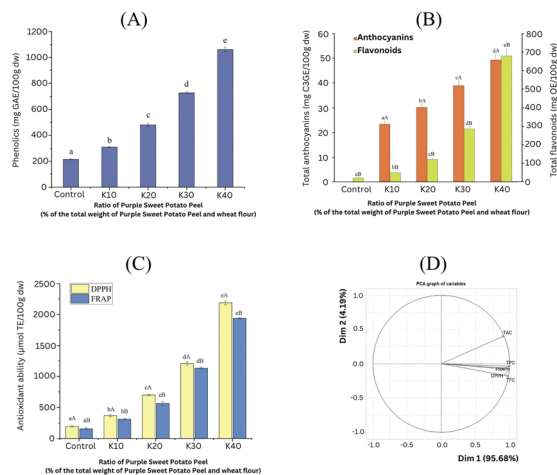 (A)
1200
1000
800
600
400
200
0
Phenolics (mg GAE/100g dw)
a
b
c
d
e
Control
K10
K20
K30
K40
Ratio of Purple Sweet Potato Peel
(% of the total weight of Purple Sweet Potato Peel and wheat flour)
(B)
Anthocyanins
Flavonoids
60
50
40
30
20
10
0
Total anthocyanins (mg C3GE/100g dw)
800
700
600
500
400
300
200
100
0
Total flavonoids (mg QE/100g dw)
aB
aA
bB
bA
cB
cA
dB
dA
eB
Control
K10
K20
K30
K40
Ratio of Purple Sweet Potato Peel
(% of the total weight of Purple Sweet Potato Peel and wheat flour)
(C)
DPPH
FRAP
2500
2000
1500
1000
500
0
Antioxidant ability (μmol TE/100g dw)
aA
aB
bA
bB
cA
cB
dA
dB
eA
eB
Control
K10
K20
K30
K40
Ratio of Purple Sweet Potato Peel
(% of the total weight of Purple Sweet Potato Peel and wheat flour)
(D)
PCA graph of variables
1.0
0.5
0.0
-0.5
-1.0
Dim 2 (4.19%)
TAC
TPC
FRAP
DPPH
TFC
-1.0
-0.5
0.0
0.5
1.0
Dim 1 (95.68%)